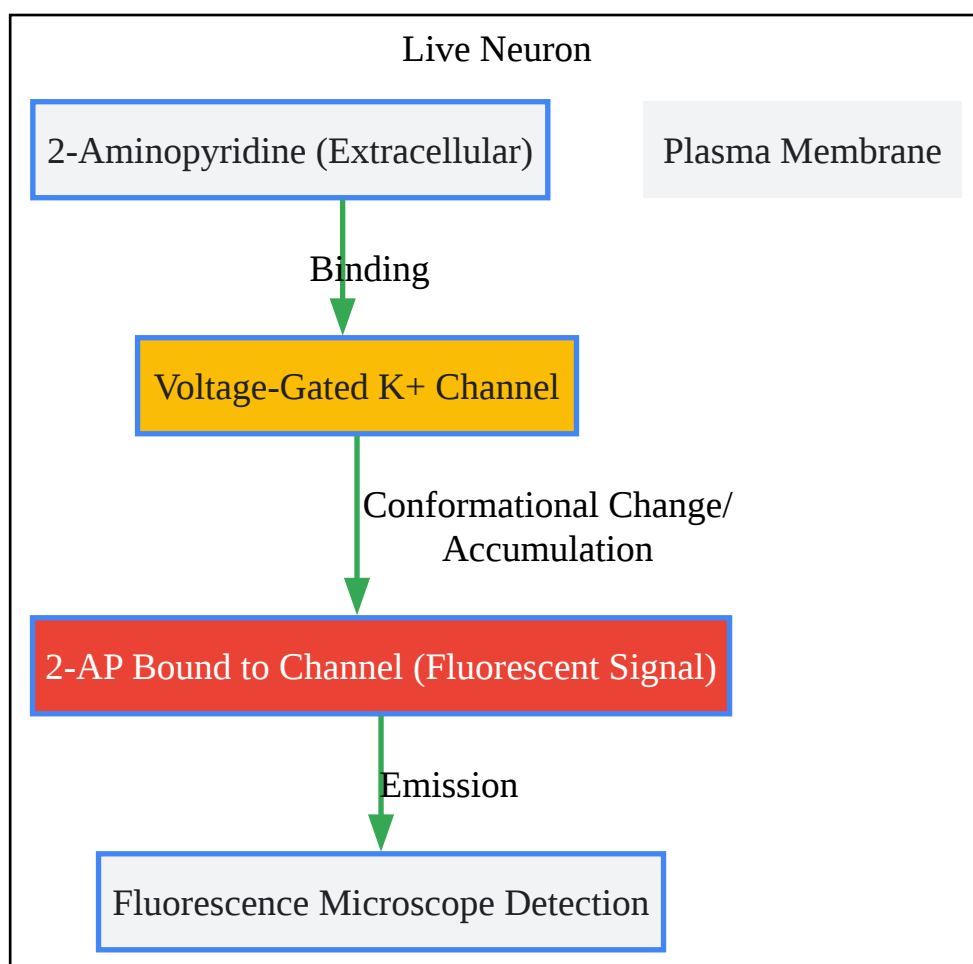 Live Neuron
2-Aminopyridine (Extracellular)
Plasma Membrane
Binding
Voltage-Gated K+ Channel
Conformational Change/
Accumulation
2-AP Bound to Channel (Fluorescent Signal)
Emission
Fluorescence Microscope Detection